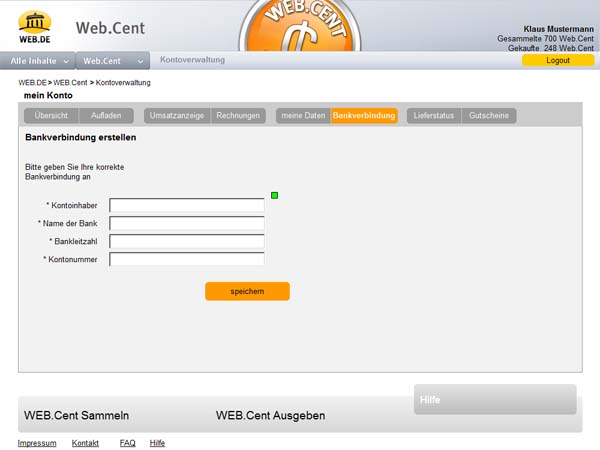 WEB.DE
Web.Cent
WEB.CENT
Klaus Mustermann
Gesammelte 700 Web.Cent
Gekaufte 248 Web.Cent
Alle Inhalte
Web.Cent
Kontoverwaltung
Logout
WEB.DE > WEB.Cent > Kontoverwaltung
mein Konto
Übersicht
Aufladen
Umsatzanzeige
Rechnungen
meine Daten
Bankverbindung
Lieferstatus
Gutscheine
Bankverbindung erstellen
Bitte geben Sie Ihre korrekte
Bankverbindung an
* Kontoinhaber
* Name der Bank
* Bankleitzahl
* Kontonummer
speichern
Hilfe
WEB.Cent Sammeln
WEB.Cent Ausgeben
Impressum
Kontakt
FAQ
Hilfe